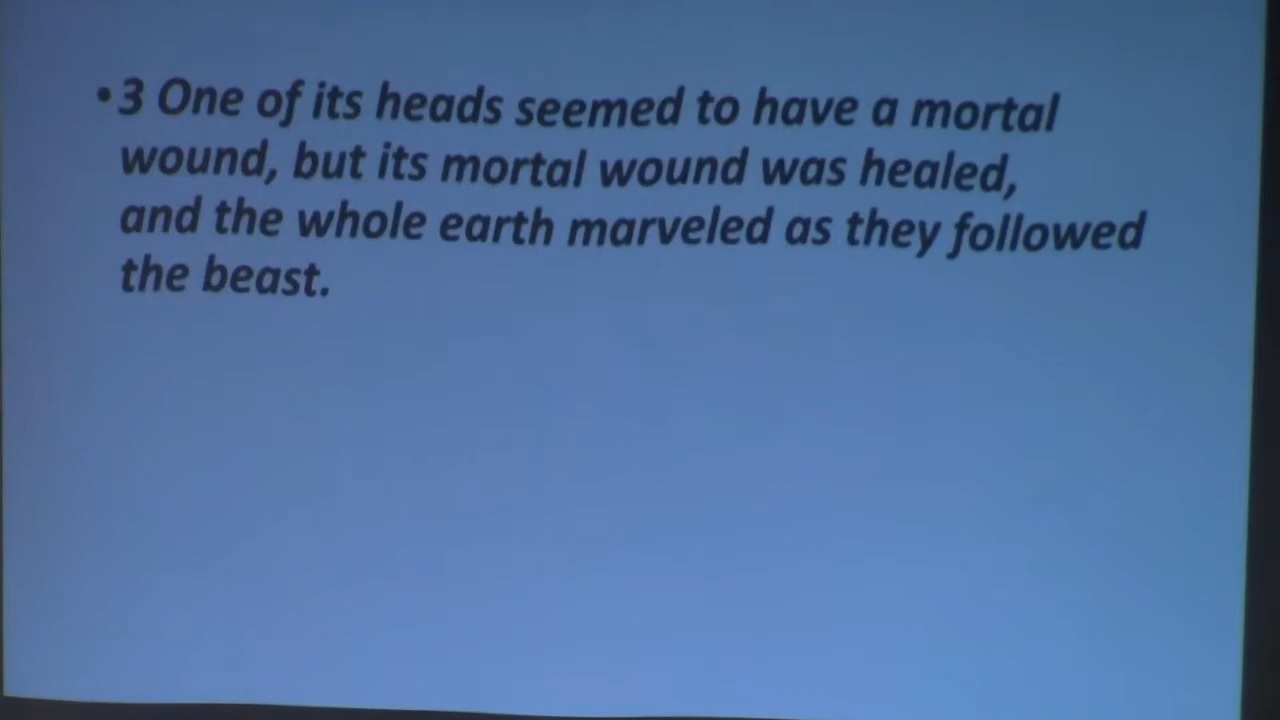 •3 One of its heads seemed to have a mortal
wound, but its mortal wound was healed,
and the whole earth marveled as they followed
the beast.